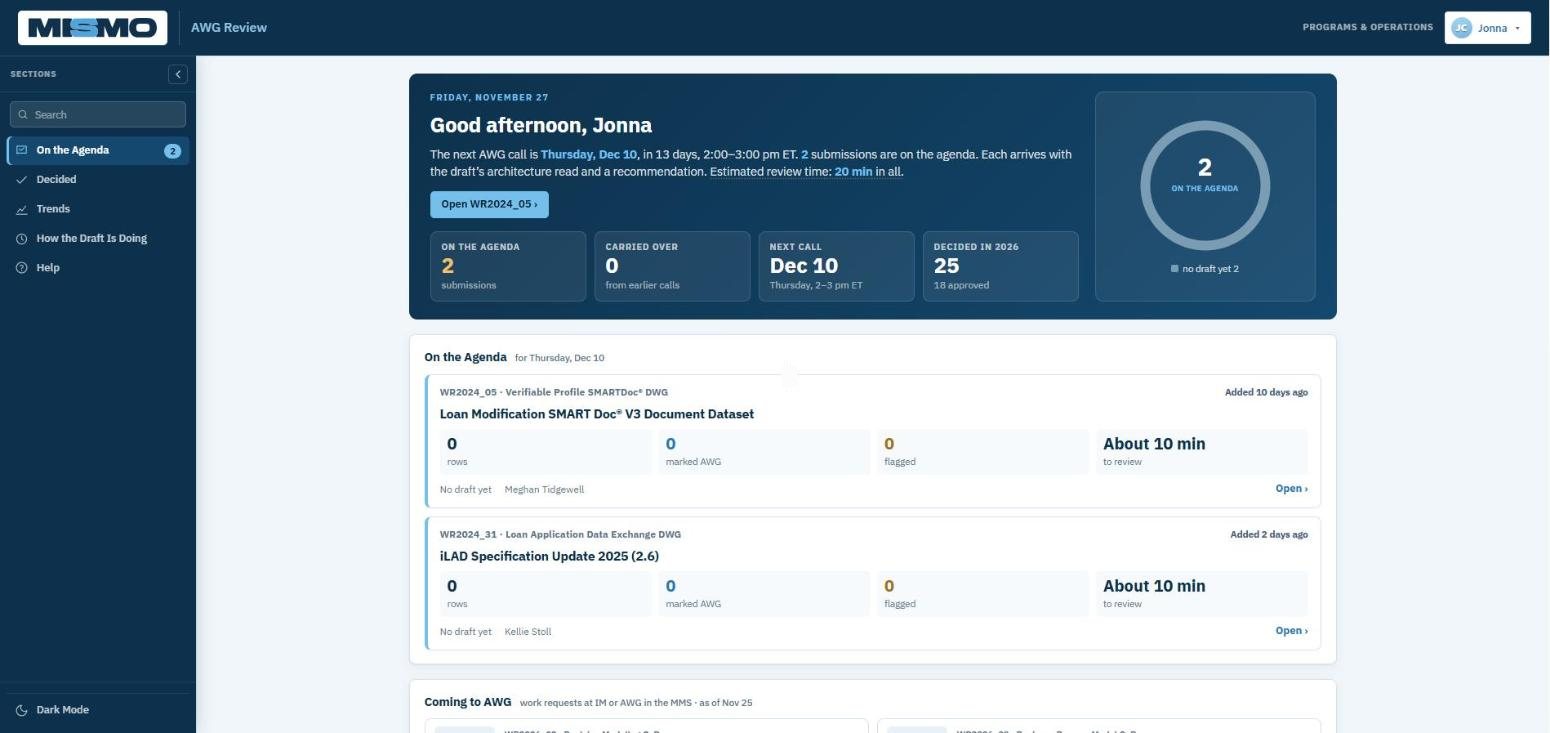 MISMO
AWG Review
PROGRAMS & OPERATIONS
JC
Jonna
SECTIONS
Search
On the Agenda 2
Decided
Trends
How the Draft Is Doing
Help
Dark Mode
FRIDAY, NOVEMBER 27
Good afternoon, Jonna
The next AWG call is Thursday, Dec 10, in 13 days, 2:00–3:00 pm ET. 2 submissions are on the agenda. Each arrives with
the draft's architecture read and a recommendation. Estimated review time: 20 min in all.
Open WR2024_05 ›
ON THE AGENDA
2
submissions
CARRIED OVER
0
from earlier calls
NEXT CALL
Dec 10
Thursday, 2–3 pm ET
DECIDED IN 2026
25
18 approved
2
ON THE AGENDA
no draft yet 2
On the Agenda for Thursday, Dec 10
WR2024_05 · Verifiable Profile SMARTDoc® DWG
Added 10 days ago
Loan Modification SMART Doc® V3 Document Dataset
0
rows
0
marked AWG
0
flagged
About 10 min
to review
No draft yet Meghan Tidgewell
Open ›
WR2024_31 · Loan Application Data Exchange DWG
Added 2 days ago
iLAD Specification Update 2025 (2.6)
0
rows
0
marked AWG
0
flagged
About 10 min
to review
No draft yet Kellie Stoll
Open ›
Coming to AWG work requests at IM or AWG in the MMS · as of Nov 25